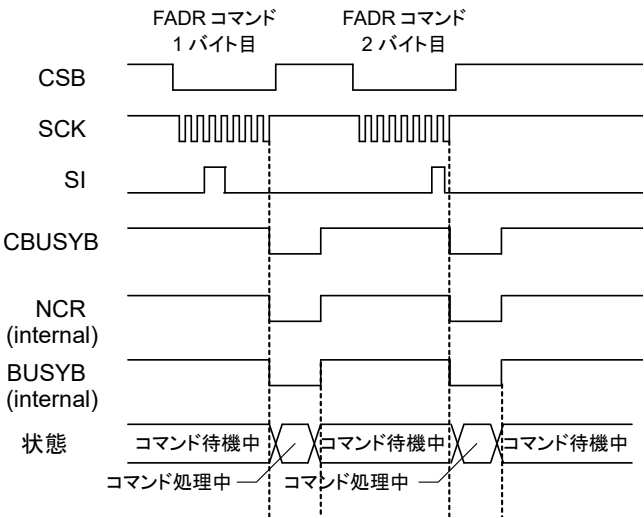 FADR コマンド
1 バイト目
FADR コマンド
2 バイト目
CSB
SCK
SI
CBUSYB
NCR
(internal)
BUSYB
(internal)
状態
コマンド待機中
コマンド待機中
コマンド待機中
コマンド処理中
コマンド処理中